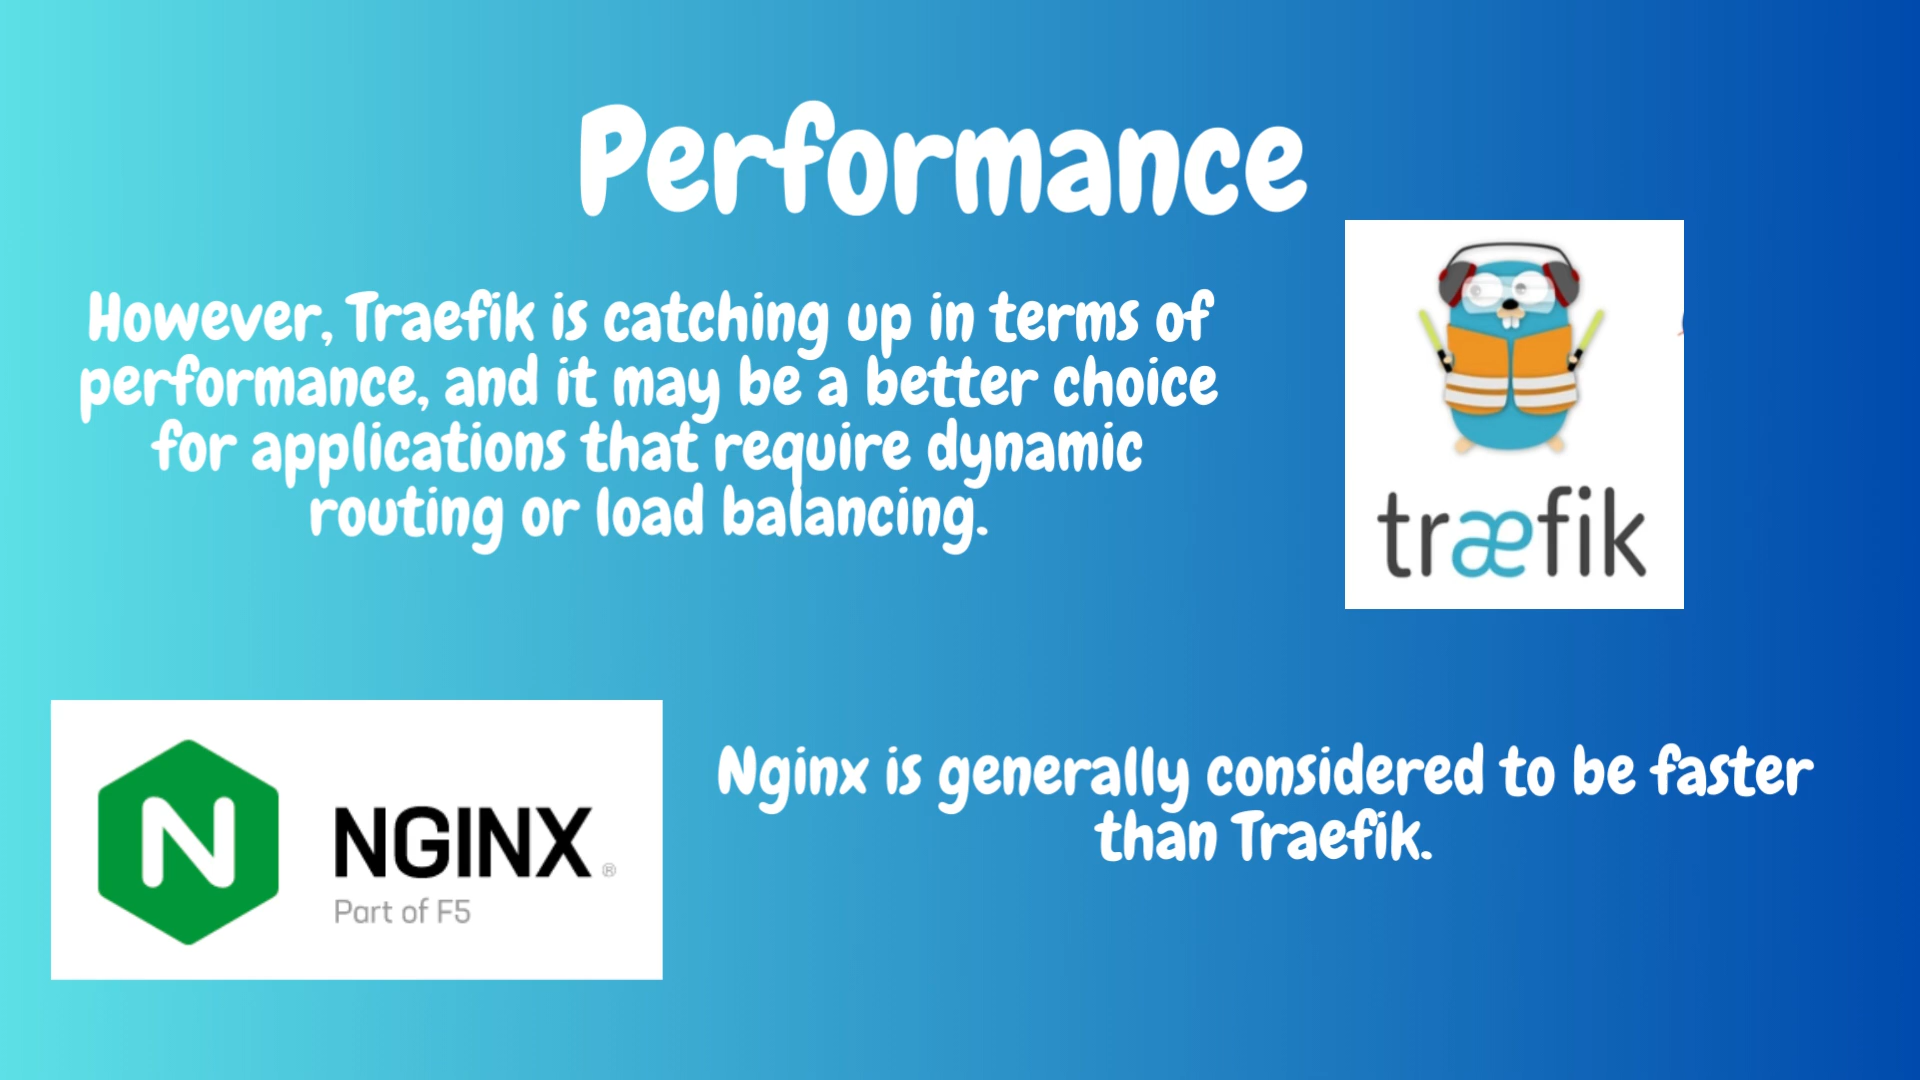 Performance
However, Traefik is catching up in terms of
performance, and it may be a better choice
for applications that require dynamic
routing or load balancing.
træfik
N
NGINX®
Part of F5
Nginx is generally considered to be faster
than Traefik.